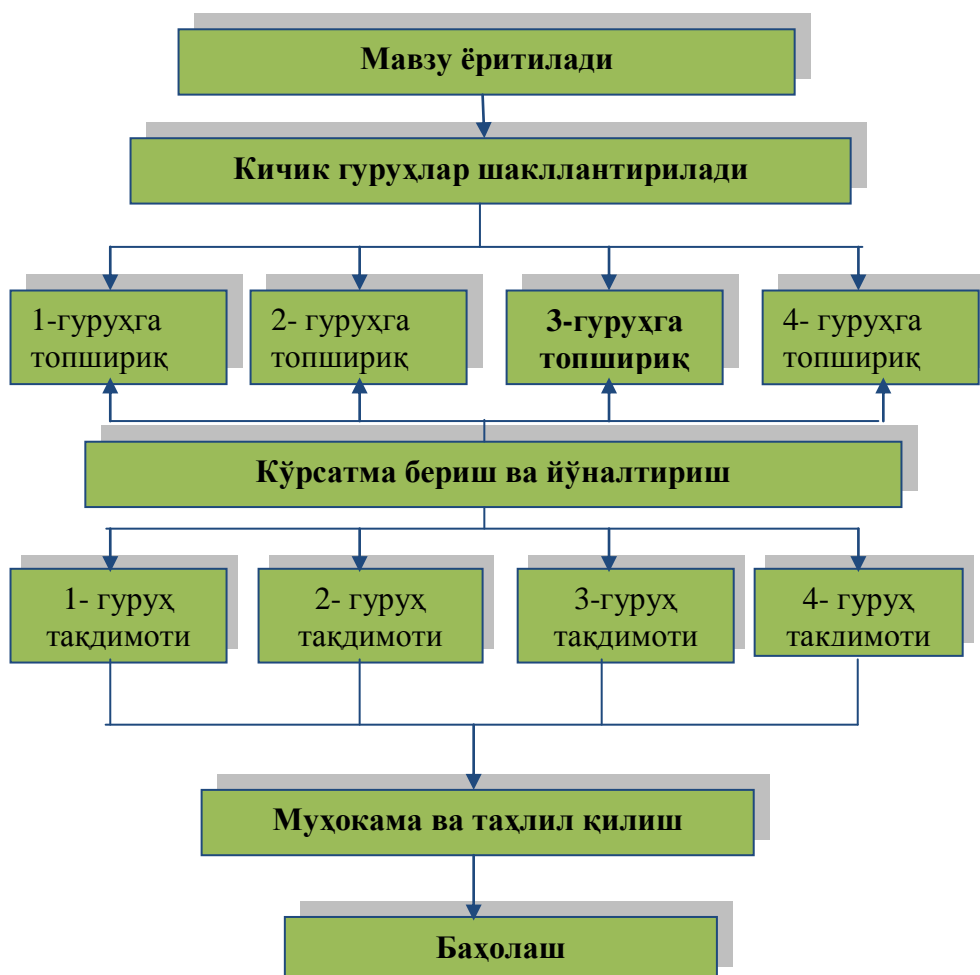 Мавзу ёритилади
Кичик гуруҳлар шакллантирилади
1-гуруҳга
топшириқ
2- гуруҳга
топшириқ
3-гуруҳга
топшириқ
4- гуруҳга
топшириқ
Кўрсатма бериш ва йўналтириш
1- гуруҳ
тақдимоти
2- гуруҳ
тақдимоти
3-гуруҳ
тақдимоти
4- гуруҳ
тақдимоти
Муҳокама ва таҳлил қилиш
Баҳолаш